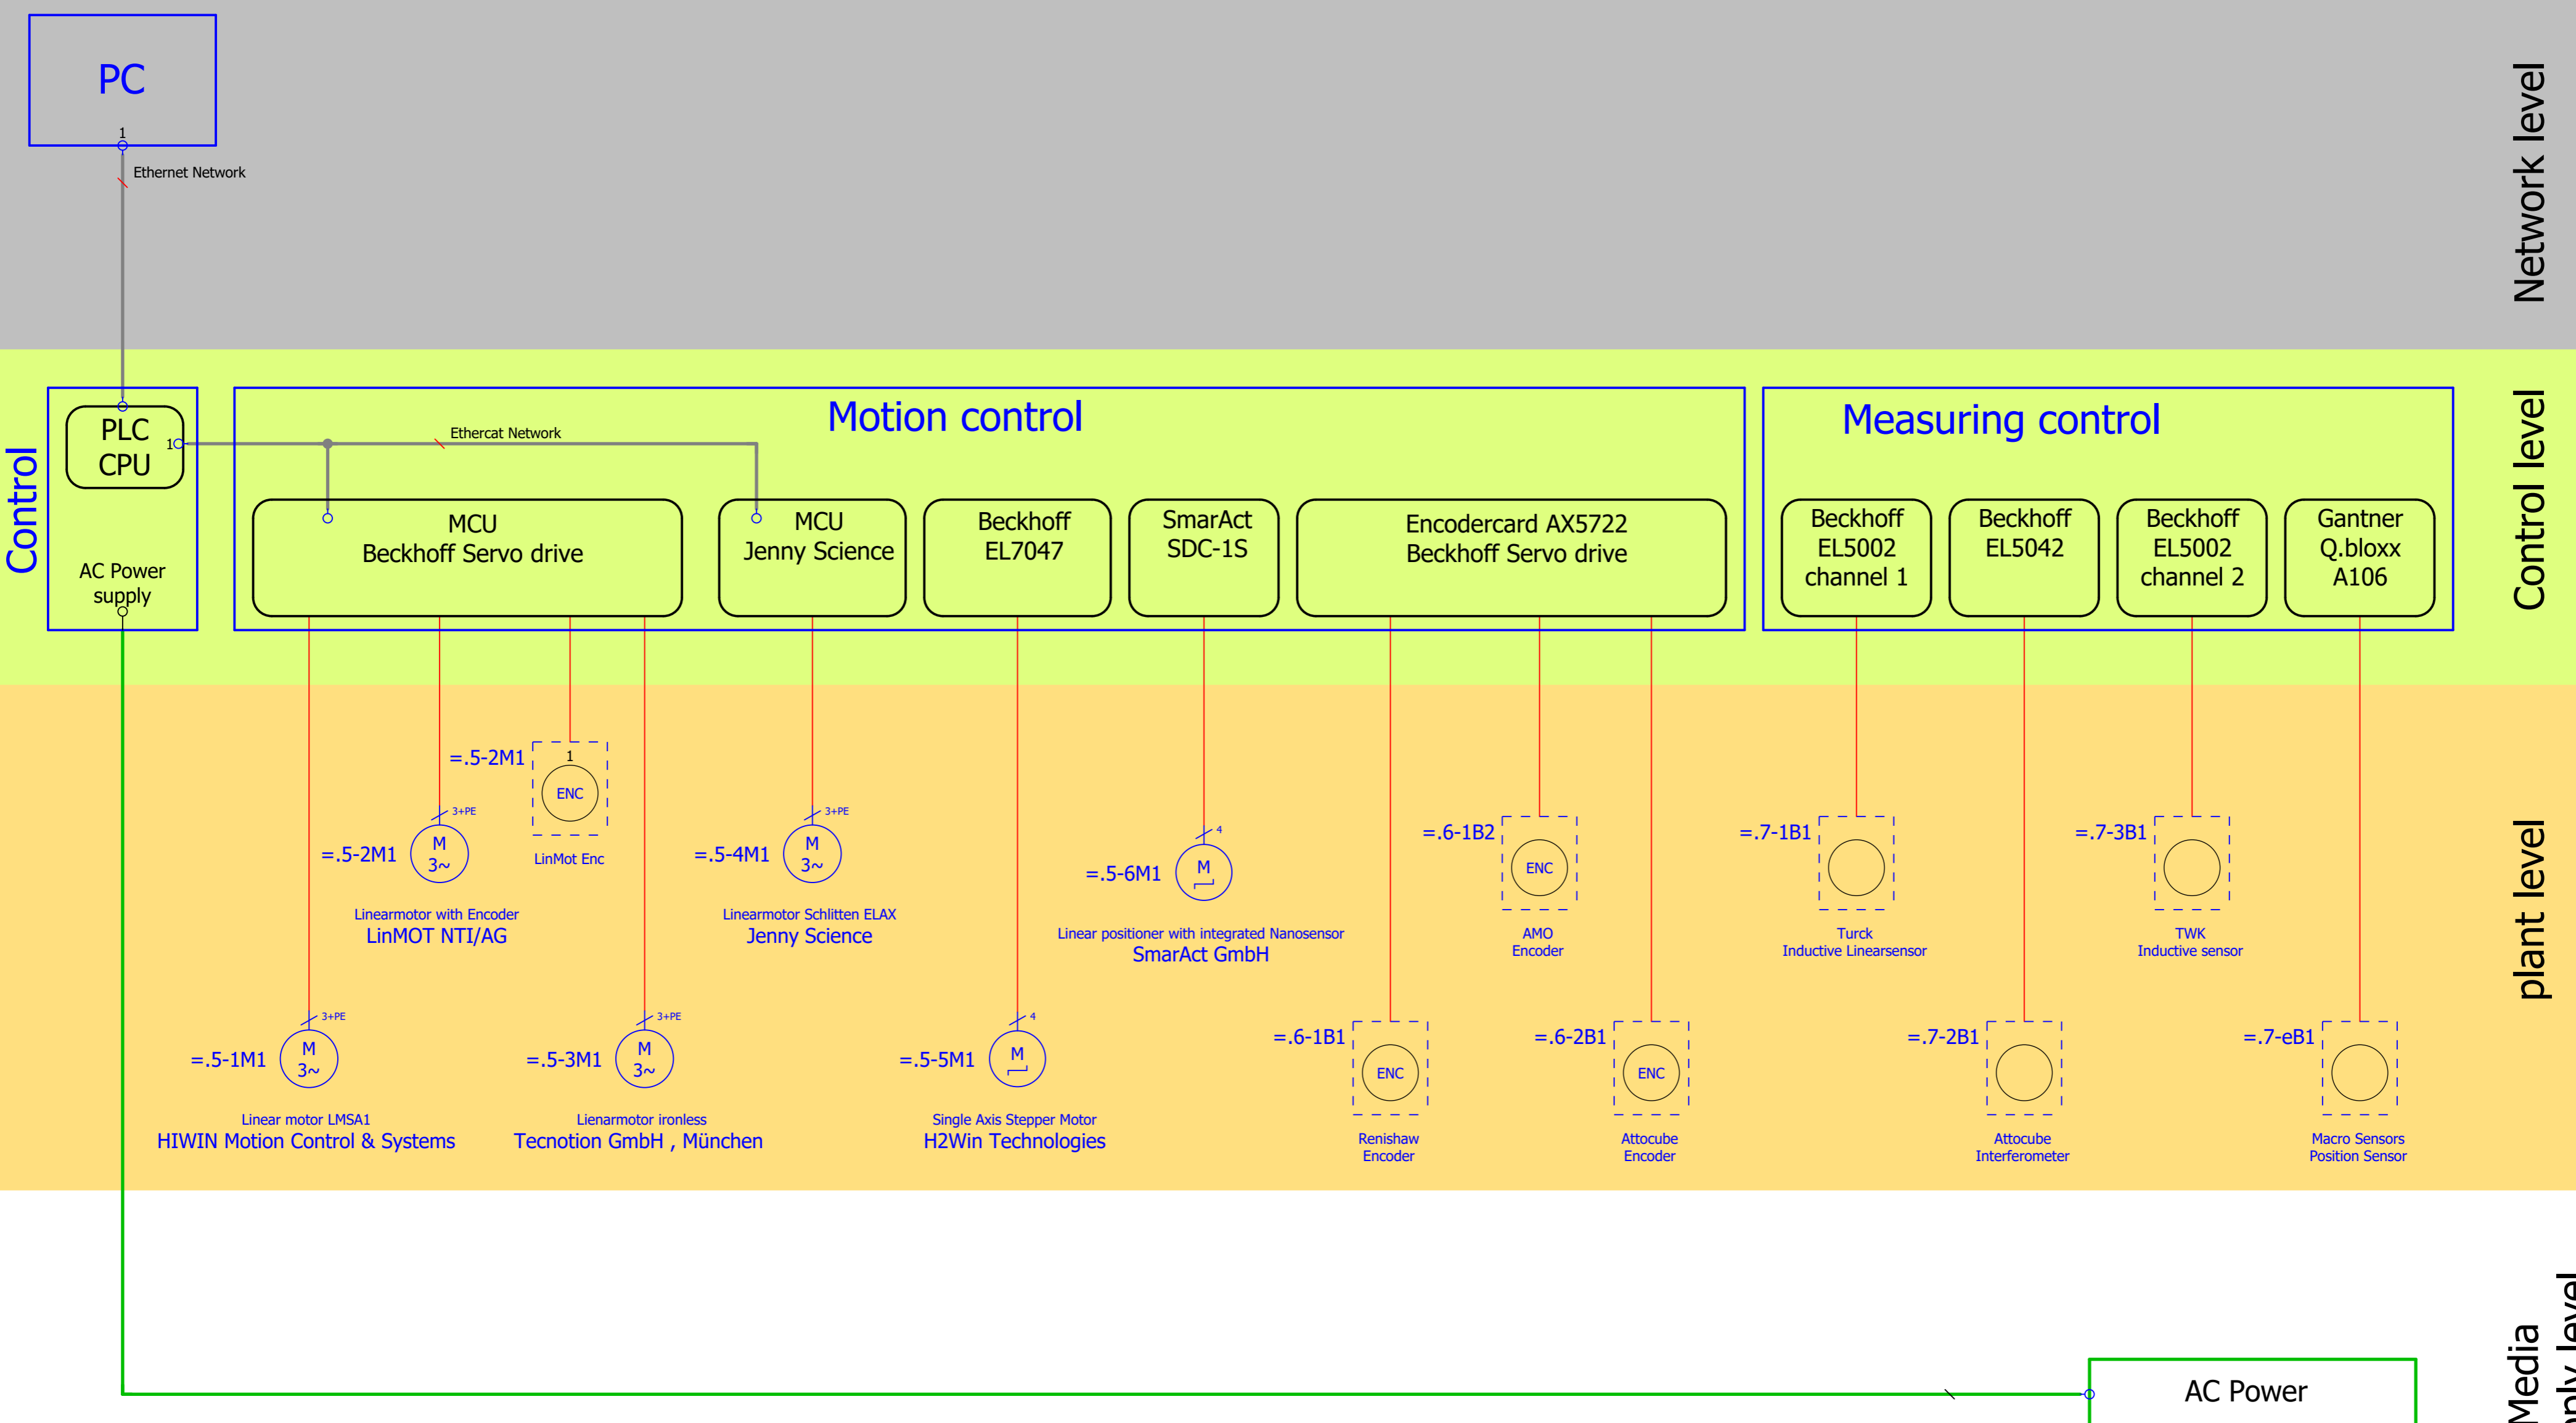 PC
1
Ethernet Network
Network level
Control
PLC
CPU
1
AC Power
supply
Motion control
Ethercat Network
MCU
Beckhoff Servo drive
MCU
Jenny Science
Beckhoff
EL7047
SmarAct
SDC-1S
Encodercard AX5722
Beckhoff Servo drive
Measuring control
Beckhoff
EL5002
channel 1
Beckhoff
EL5042
Beckhoff
EL5002
channel 2
Gantner
Q.bloxx
A106
Control level
=.5-2M1
1
ENC
LinMot Enc
=.5-2M1
3+PE
M
3~
Linearmotor with Encoder
LinMOT NTI/AG
=.5-4M1
3+PE
M
3~
Linearmotor Schlitten ELAX
Jenny Science
=.5-6M1
4
M
Linear positioner with integrated Nanosensor
SmarAct GmbH
=.6-1B2
ENC
AMO
Encoder
=.7-1B1
Turck
Inductive Linearsensor
=.7-3B1
TWK
Inductive sensor
plant level
=.5-1M1
3+PE
M
3~
Linear motor LMSA1
HIWIN Motion Control & Systems
=.5-3M1
3+PE
M
3~
Lienarmotor ironless
Tecnotion GmbH , München
=.5-5M1
4
M
Single Axis Stepper Motor
H2Win Technologies
=.6-1B1
ENC
Renishaw
Encoder
=.6-2B1
ENC
Attocube
Encoder
=.7-2B1
Attocube
Interferometer
=.7-eB1
Macro Sensors
Position Sensor
AC Power
Media
level